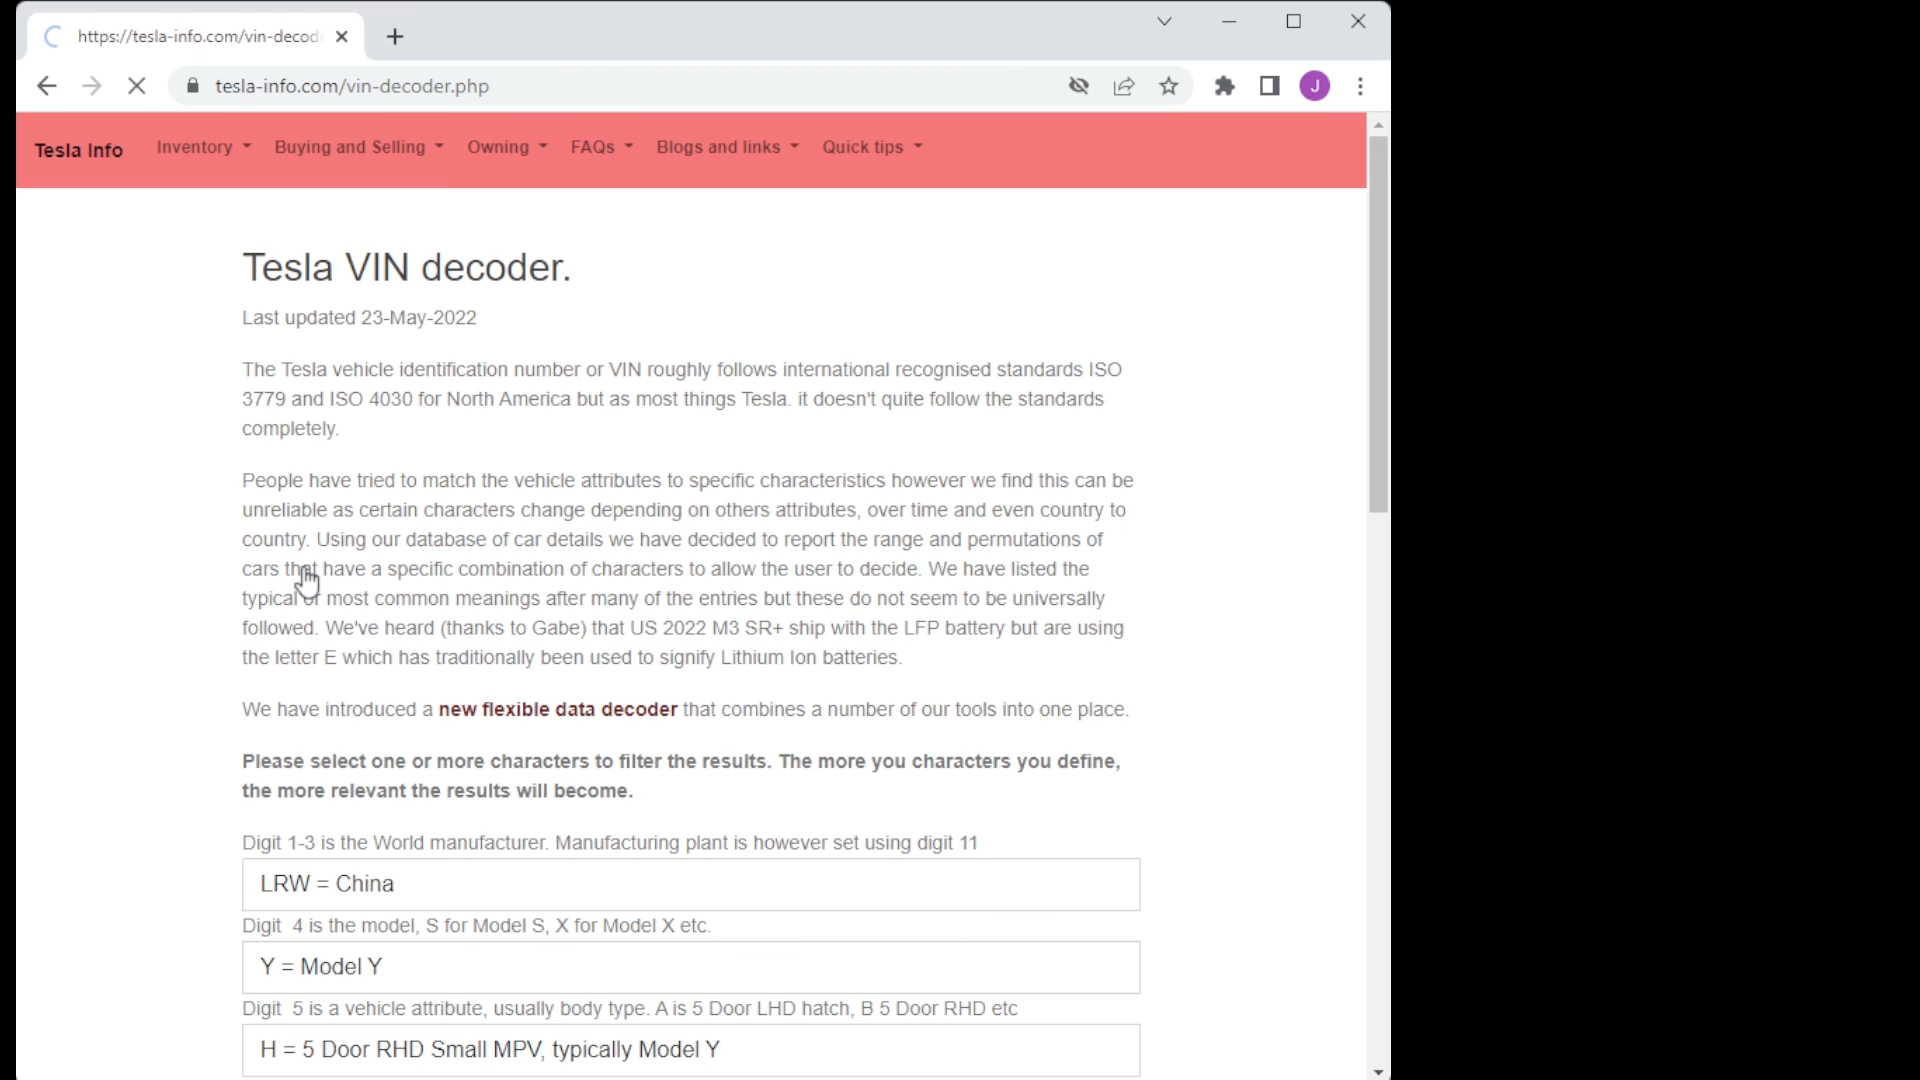 https://tesla-info.com/vin-decod
tesla-info.com/vin-decoder.php
J
Tesla Info Inventory Buying and Selling Owning FAQs Blogs and links Quick tips
Tesla VIN decoder.
Last updated 23-May-2022
The Tesla vehicle identification number or VIN roughly follows international recognised standards ISO
3779 and ISO 4030 for North America but as most things Tesla. it doesn't quite follow the standards
completely.
People have tried to match the vehicle attributes to specific characteristics however we find this can be
unreliable as certain characters change depending on others attributes, over time and even country to
country. Using our database of car details we have decided to report the range and permutations of
cars that have a specific combination of characters to allow the user to decide. We have listed the
typical or most common meanings after many of the entries but these do not seem to be universally
followed. We've heard (thanks to Gabe) that US 2022 M3 SR+ ship with the LFP battery but are using
the letter E which has traditionally been used to signify Lithium Ion batteries.
We have introduced a new flexible data decoder that combines a number of our tools into one place.
Please select one or more characters to filter the results. The more you characters you define,
the more relevant the results will become.
Digit 1-3 is the World manufacturer. Manufacturing plant is however set using digit 11
LRW = China
Digit 4 is the model, S for Model S, X for Model X etc.
Y = Model Y
Digit 5 is a vehicle attribute, usually body type. A is 5 Door LHD hatch, B 5 Door RHD etc
H = 5 Door RHD Small MPV, typically Model Y